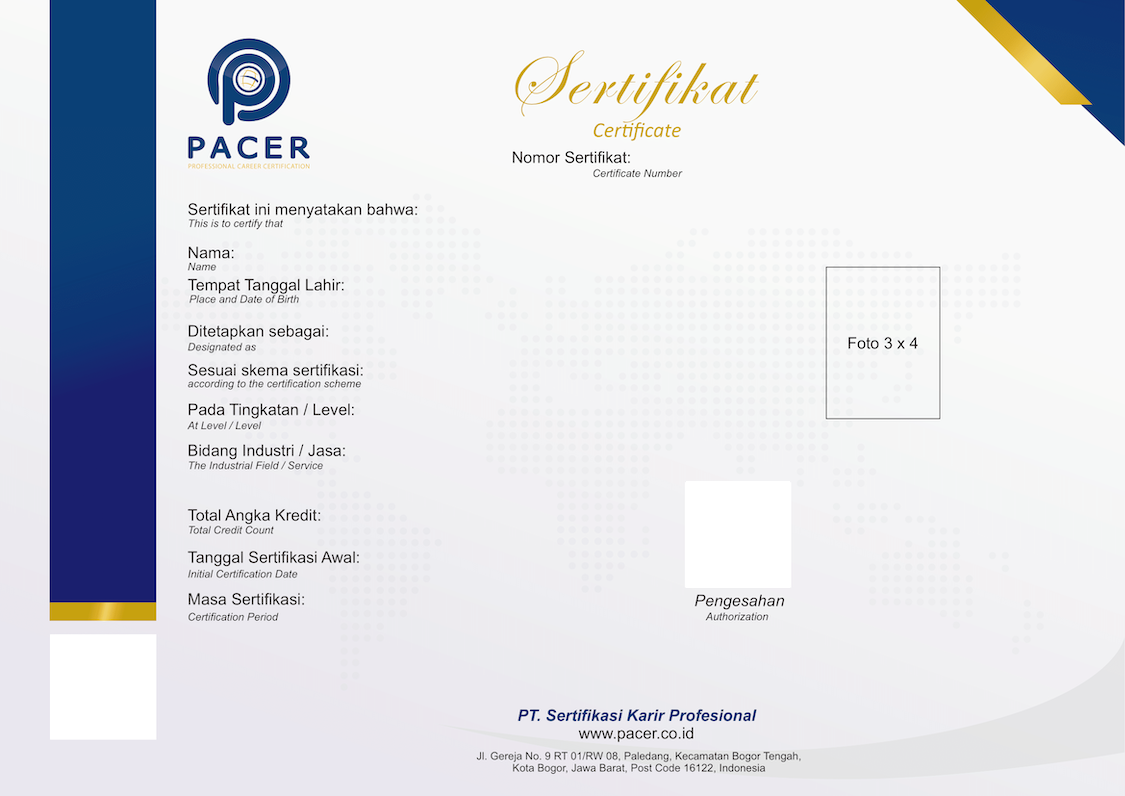 PACER
PROFESSIONAL CAREER CERTIFICATION
Sertifikat
Certificate
Nomor Sertifikat:
Certificate Number
Sertifikat ini menyatakan bahwa:
This is to certify that
Nama:
Name
Tempat Tanggal Lahir:
Place and Date of Birth
Ditetapkan sebagai:
Designated as
Sesuai skema sertifikasi:
according to the certification scheme
Pada Tingkatan / Level:
At Level / Level
Bidang Industri / Jasa:
The Industrial Field / Service
Foto 3 x 4
Total Angka Kredit:
Total Credit Count
Tanggal Sertifikasi Awal:
Initial Certification Date
Masa Sertifikasi:
Certification Period
Pengesahan
Authorization
PT. Sertifikasi Karir Profesional
www.pacer.co.id
Jl. Gereja No. 9 RT 01/RW 08, Paledang, Kecamatan Bogor Tengah,
Kota Bogor, Jawa Barat, Post Code 16122, Indonesia